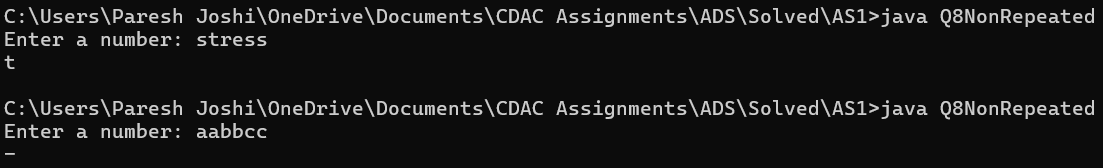 C:\Users\Paresh Joshi\OneDrive\Documents\CDAC Assignments\ADS\Solved\AS1>java Q8NonRepeated
Enter a number: stress
t
C:\Users\Paresh Joshi\OneDrive\Documents\CDAC Assignments\ADS\Solved\AS1>java Q8NonRepeated
Enter a number: aabbcc
-